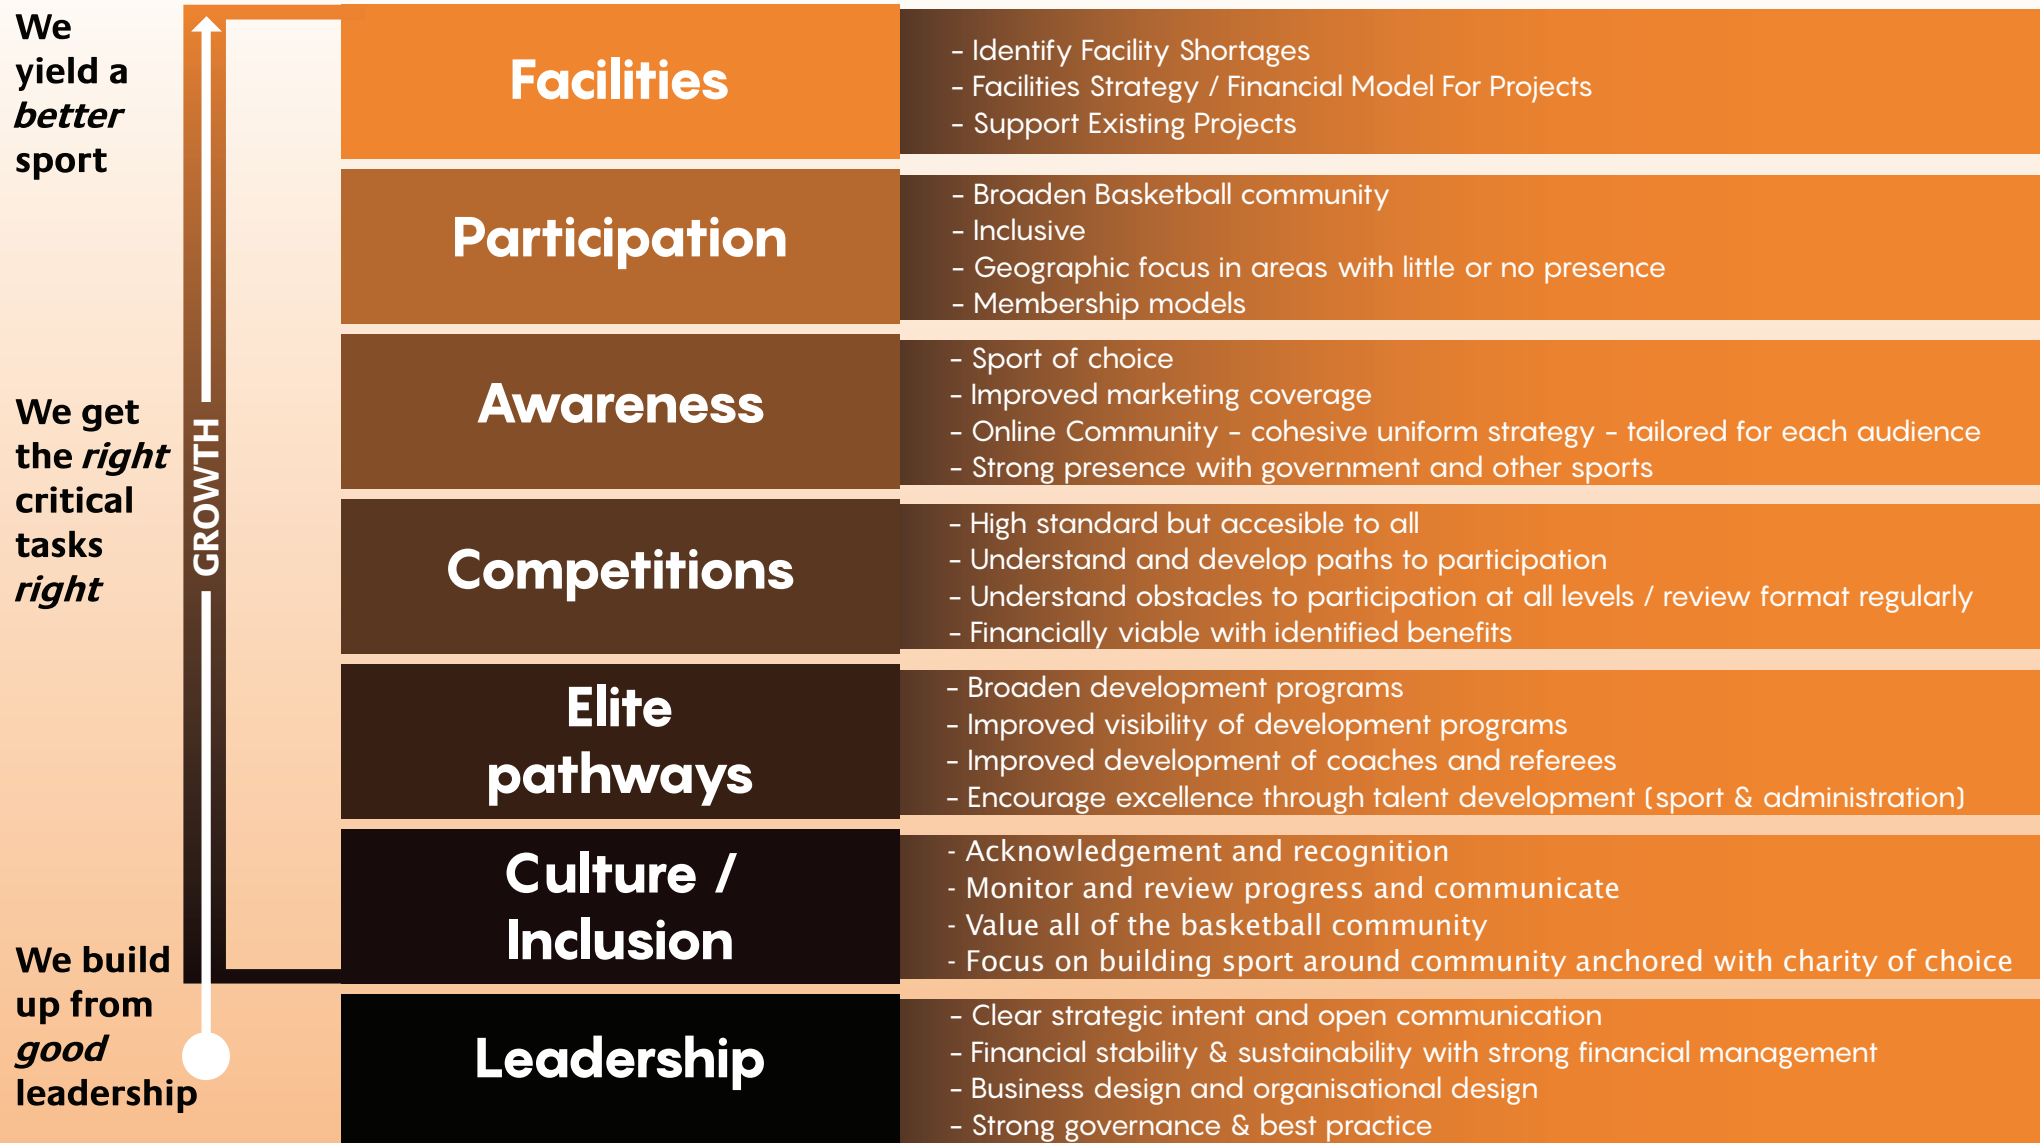 We
yield a
better
sport
We get
the right
critical
tasks
right
We build
up from
good
leadership
GROWTH
Facilities
- Identify Facility Shortages
- Facilities Strategy / Financial Model For Projects
- Support Existing Projects
Participation
- Broaden Basketball community
- Inclusive
- Geographic focus in areas with little or no presence
- Membership models
Awareness
- Sport of choice
- Improved marketing coverage
- Online Community - cohesive uniform strategy - tailored for each audience
- Strong presence with government and other sports
Competitions
- High standard but accesible to all
- Understand and develop paths to participation
- Understand obstacles to participation at all levels / review format regularly
- Financially viable with identified benefits
Elite
pathways
- Broaden development programs
- Improved visibility of development programs
- Improved development of coaches and referees
- Encourage excellence through talent development (sport & administration)
Culture /
Inclusion
- Acknowledgement and recognition
- Monitor and review progress and communicate
- Value all of the basketball community
- Focus on building sport around community anchored with charity of choice
Leadership
- Clear strategic intent and open communication
- Financial stability & sustainability with strong financial management
- Business design and organisational design
- Strong governance & best practice